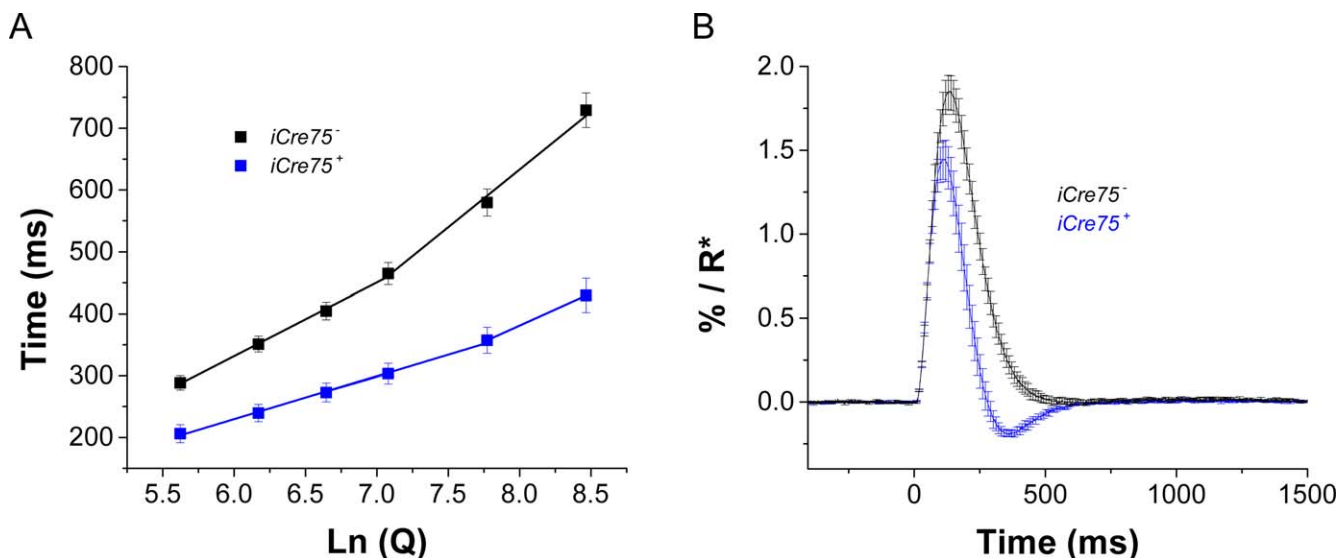 A
800
700
600
500
400
300
200
Time (ms)
iCre75-
iCre75+
5.5 6.0 6.5 7.0 7.5 8.0 8.5
Ln (Q)
B
2.0
1.5
1.0
0.5
0.0
% / R*
iCre75-
iCre75+
0 500 1000 1500
Time (ms)